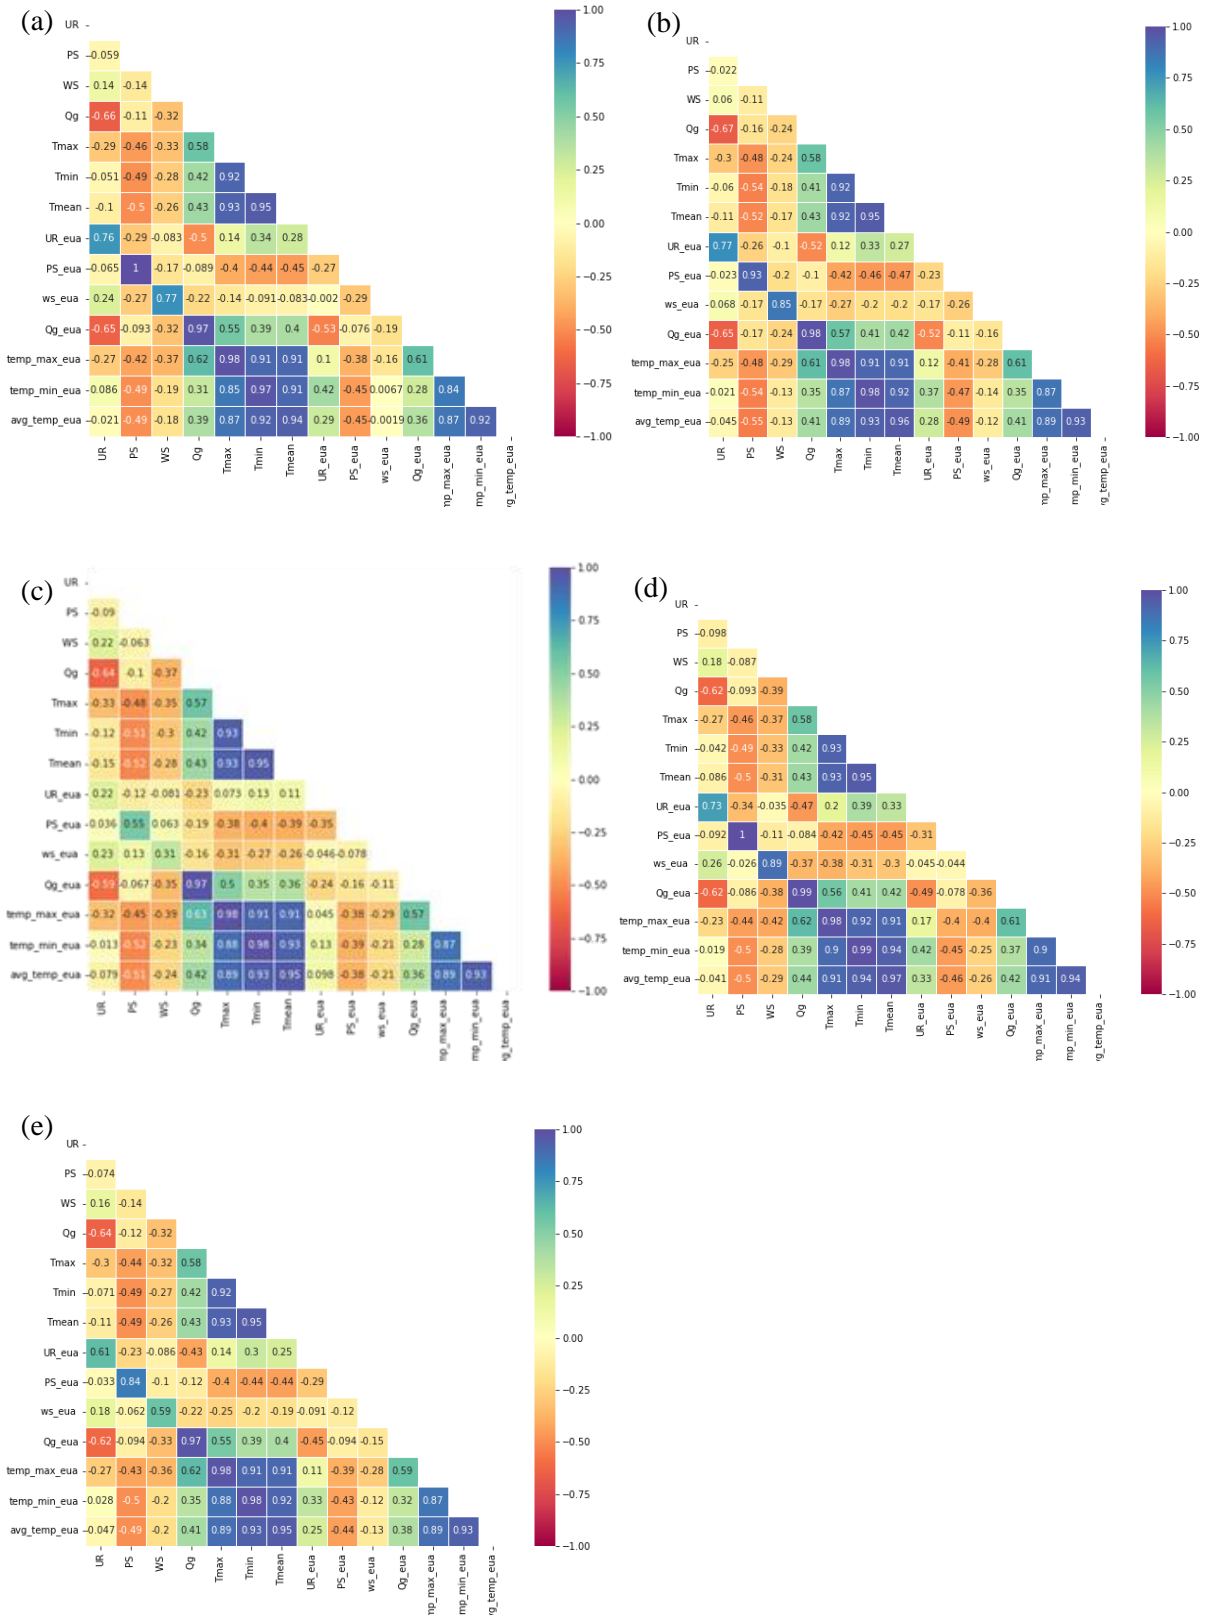 (a)
UR
PS -0.059
WS 0.14 -0.14
Qg -0.66 -0.11 -0.32
Tmax -0.29 -0.46 -0.33 0.58
Tmin -0.051 -0.49 -0.28 0.42 0.92
Tmean -0.1 -0.5 -0.26 0.43 0.93 0.95
UR_eua 0.76 -0.29 -0.083 -0.5 0.14 0.34 0.28
PS_eua -0.065 1 -0.17 -0.089 -0.4 -0.44 -0.45 -0.27
ws_eua 0.24 -0.27 0.77 -0.22 -0.14 -0.091 -0.083 -0.002 -0.29
Qg_eua -0.65 -0.093 -0.32 0.97 0.55 0.39 0.4 -0.53 -0.076 -0.19
temp_max_eua -0.27 -0.42 -0.37 0.62 0.98 0.91 0.91 0.1 -0.38 -0.16 0.61
temp_min_eua 0.086 -0.49 -0.19 0.31 0.85 0.97 0.91 0.42 -0.45 0.0067 0.28 0.84
avg_temp_eua -0.021 -0.49 -0.18 0.39 0.87 0.92 0.94 0.29 -0.45 -0.0019 0.36 0.87 0.92
UR PS WS Qg Tmax Tmin Tmean UR_eua PS_eua ws_eua Qg_eua mp_max_eua mp_min_eua /g_temp_eua
1.00
0.75
0.50
0.25
0.00
-0.25
-0.50
-0.75
-1.00
(b)
UR
PS -0.022
WS 0.06 -0.11
Qg -0.67 -0.16 -0.24
Tmax -0.3 -0.48 -0.24 0.58
Tmin -0.06 -0.54 -0.18 0.41 0.92
Tmean -0.11 -0.52 -0.17 0.43 0.92 0.95
UR_eua 0.77 -0.26 -0.1 -0.52 0.12 0.33 0.27
PS_eua -0.023 0.93 -0.2 -0.1 -0.42 -0.46 -0.47 -0.23
ws_eua 0.068 -0.17 0.85 -0.17 -0.27 -0.2 -0.2 -0.17 -0.26
Qg_eua -0.65 -0.17 -0.24 0.98 0.57 0.41 0.42 -0.52 -0.11 -0.16
temp_max_eua -0.25 -0.48 -0.29 0.61 0.98 0.91 0.91 0.12 -0.41 -0.28 0.61
temp_min_eua 0.021 -0.54 -0.13 0.35 0.87 0.98 0.92 0.37 -0.47 -0.14 0.35 0.87
avg_temp_eua -0.045 -0.55 -0.13 0.41 0.89 0.93 0.96 0.28 -0.49 -0.12 0.41 0.89 0.93
UR PS WS Qg Tmax Tmin Tmean UR_eua PS_eua ws_eua Qg_eua mp_max_eua mp_min_eua /g_temp_eua
1.00
0.75
0.50
0.25
0.00
-0.25
-0.50
-0.75
-1.00
(c)
UR
PS -0.09
WS 0.22 -0.063
Qg -0.64 -0.1 -0.37
Tmax -0.33 -0.48 -0.35 0.57
Tmin -0.12 -0.51 -0.3 0.42 0.93
Tmean -0.15 -0.52 -0.28 0.43 0.93 0.95
UR_eua 0.22 -0.12 -0.081 -0.23 0.073 0.13 0.11
PS_eua -0.036 0.55 0.063 -0.19 -0.38 -0.4 -0.39 -0.35
ws_eua 0.23 0.13 0.31 -0.16 -0.31 -0.27 -0.26 -0.046 -0.078
Qg_eua -0.59 -0.067 -0.35 0.97 0.5 0.35 0.36 -0.24 -0.16 -0.11
temp_max_eua -0.32 -0.45 -0.39 0.63 0.98 0.91 0.91 0.045 -0.38 -0.29 0.57
temp_min_eua -0.013 -0.52 -0.23 0.34 0.88 0.98 0.93 0.13 -0.39 -0.21 0.28 0.87
avg_temp_eua -0.079 -0.51 -0.24 0.42 0.89 0.93 0.95 0.098 -0.38 -0.21 0.36 0.89 0.93
UR PS WS Qg Tmax Tmin Tmean UR_eua PS_eua ws_eua Qg_eua mp_max_eua mp_min_eua /g_temp_eua
1.00
0.75
0.50
0.25
0.00
-0.25
-0.50
-0.75
-1.00
(d)
UR
PS -0.098
WS 0.18 -0.087
Qg -0.62 -0.093 -0.39
Tmax -0.27 -0.46 -0.37 0.58
Tmin -0.042 -0.49 -0.33 0.42 0.93
Tmean -0.086 -0.5 -0.31 0.43 0.93 0.95
UR_eua 0.73 -0.34 -0.035 -0.47 0.2 0.39 0.33
PS_eua -0.092 1 -0.11 -0.084 -0.42 -0.45 -0.45 -0.31
ws_eua 0.26 -0.026 0.89 -0.37 -0.38 -0.31 -0.3 -0.045 -0.044
Qg_eua -0.62 -0.086 -0.38 0.99 0.56 0.41 0.42 -0.49 -0.078 -0.36
temp_max_eua -0.23 -0.44 -0.42 0.62 0.98 0.92 0.91 0.17 -0.4 -0.4 0.61
temp_min_eua 0.019 -0.5 -0.28 0.39 0.9 0.99 0.94 0.42 -0.45 -0.25 0.37 0.9
avg_temp_eua -0.041 -0.5 -0.29 0.44 0.91 0.94 0.97 0.33 -0.46 -0.26 0.42 0.91 0.94
UR PS WS Qg Tmax Tmin Tmean UR_eua PS_eua ws_eua Qg_eua mp_max_eua mp_min_eua /g_temp_eua
1.00
0.75
0.50
0.25
0.00
-0.25
-0.50
-0.75
-1.00
(e)
UR
PS -0.074
WS 0.16 -0.14
Qg -0.64 -0.12 -0.32
Tmax -0.3 -0.44 -0.32 0.58
Tmin -0.071 -0.49 -0.27 0.42 0.92
Tmean -0.11 -0.49 -0.26 0.43 0.93 0.95
UR_eua 0.61 -0.23 -0.086 -0.43 0.14 0.3 0.25
PS_eua -0.033 0.84 -0.1 -0.12 -0.4 -0.44 -0.44 -0.29
ws_eua 0.18 -0.062 0.59 -0.22 -0.25 -0.2 -0.19 -0.091 -0.12
Qg_eua -0.62 -0.094 -0.33 0.97 0.55 0.39 0.4 -0.45 -0.094 -0.15
temp_max_eua -0.27 -0.43 -0.36 0.62 0.98 0.91 0.91 0.11 -0.39 -0.28 0.59
temp_min_eua 0.028 -0.5 -0.2 0.35 0.88 0.98 0.92 0.33 -0.43 -0.12 0.32 0.87
avg_temp_eua -0.047 -0.49 -0.2 0.41 0.89 0.93 0.95 0.25 -0.44 -0.13 0.38 0.89 0.93
UR PS WS Qg Tmax Tmin Tmean UR_eua PS_eua ws_eua Qg_eua mp_max_eua mp_min_eua /g_temp_eua
1.00
0.75
0.50
0.25
0.00
-0.25
-0.50
-0.75
-1.00